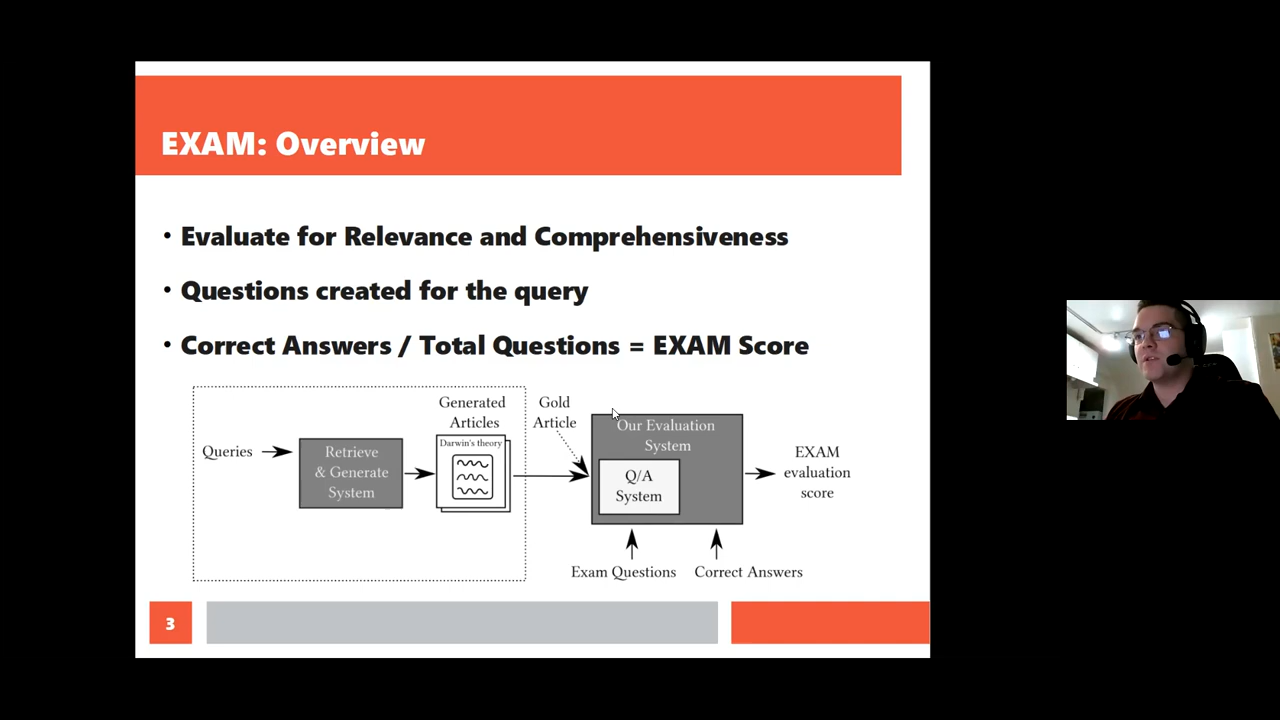 EXAM: Overview
• Evaluate for Relevance and Comprehensiveness
• Questions created for the query
• Correct Answers / Total Questions = EXAM Score
Queries
Retrieve
& Generate
System
Generated
Articles
Darwin's theory
Gold
Article
Our Evaluation
System
Q/A
System
EXAM
evaluation
score
Exam Questions
Correct Answers
3